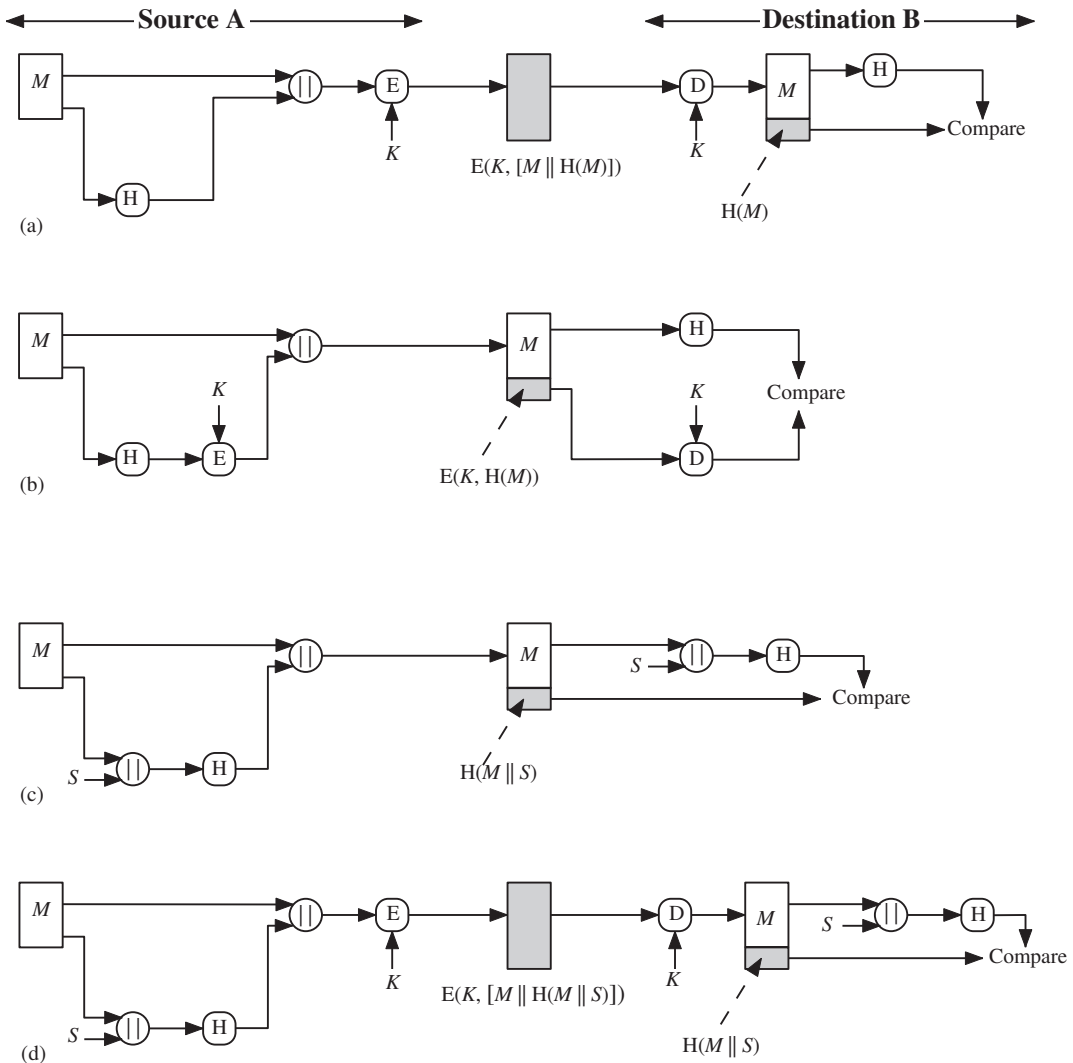 Source A
Destination B
M
||
E
D
M
H
Compare
K
K
E(K, [M || H(M)])
H
H(M)
(a)
M
||
M
H
K
K
Compare
H
E
D
E(K, H(M))
(b)
M
||
M
S
||
H
Compare
S
||
H
H(M || S)
(c)
M
||
E
D
M
S
||
H
Compare
K
K
E(K, [M || H(M || S)])
S
||
H
H(M || S)
(d)